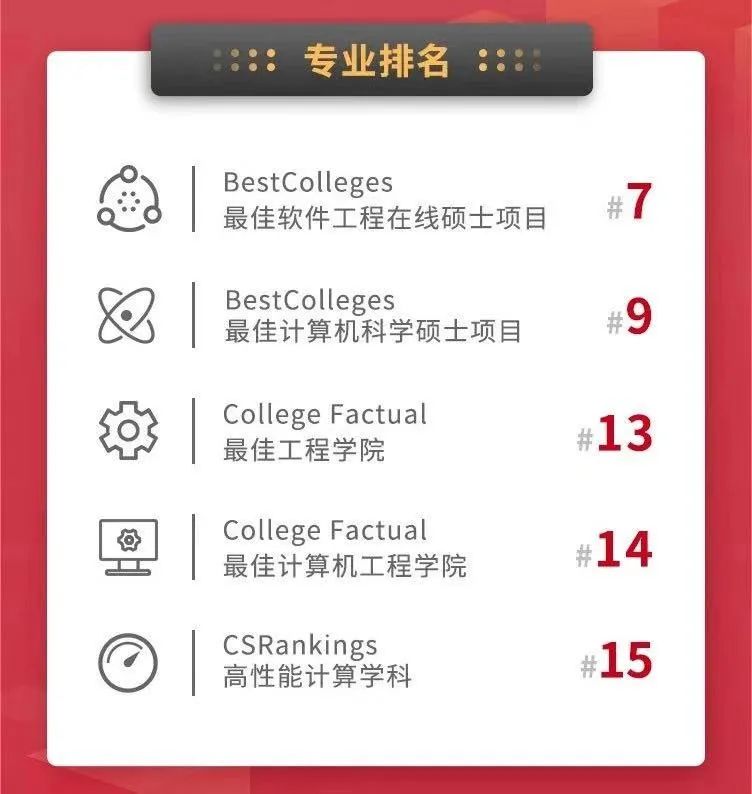 专业排名
BestColleges
最佳软件工程在线硕士项目
#7
BestColleges
最佳计算机科学硕士项目
#9
College Factual
最佳工程学院
#13
College Factual
最佳计算机工程学院
#14
CSRankings
高性能计算学科
#15